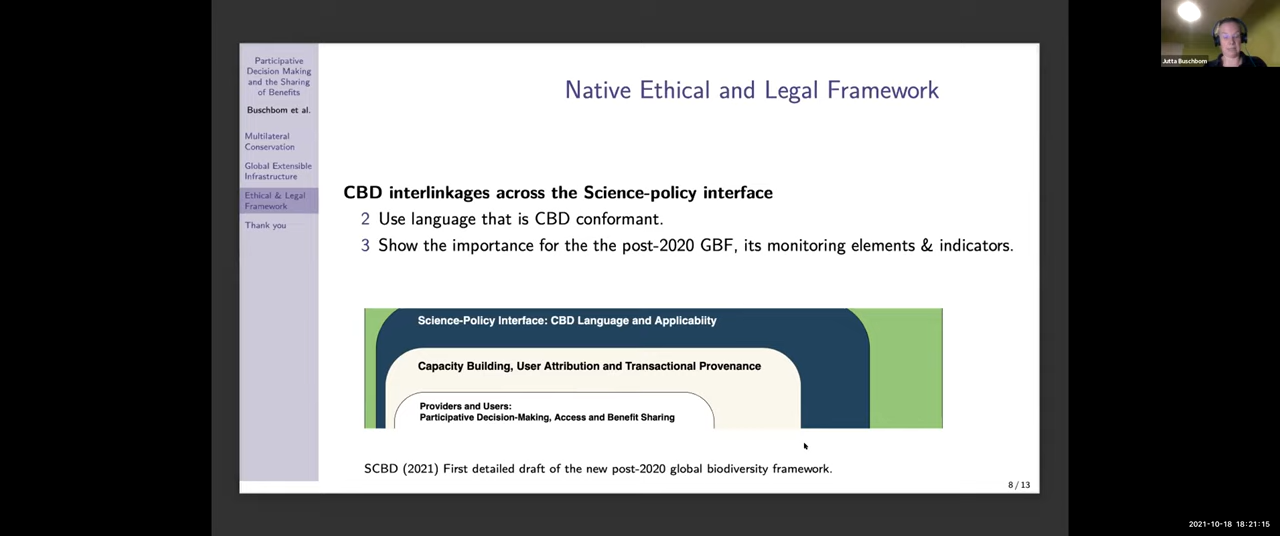 Participative
Decision Making
and the Sharing
of Benefits
Buschbom et al.
Multilateral
Conservation
Global Extensible
Infrastructure
Ethical & Legal
Framework
Thank you
Native Ethical and Legal Framework
CBD interlinkages across the Science-policy interface
2 Use language that is CBD conformant.
3 Show the importance for the the post-2020 GBF, its monitoring elements & indicators.
Science-Policy Interface: CBD Language and Applicabiity
Capacity Building, User Attribution and Transactional Provenance
Providers and Users:
Participative Decision-Making, Access and Benefit Sharing
SCBD (2021) First detailed draft of the new post-2020 global biodiversity framework.
8 / 13
Jutta Buschbom
2021-10-18 18:21:15